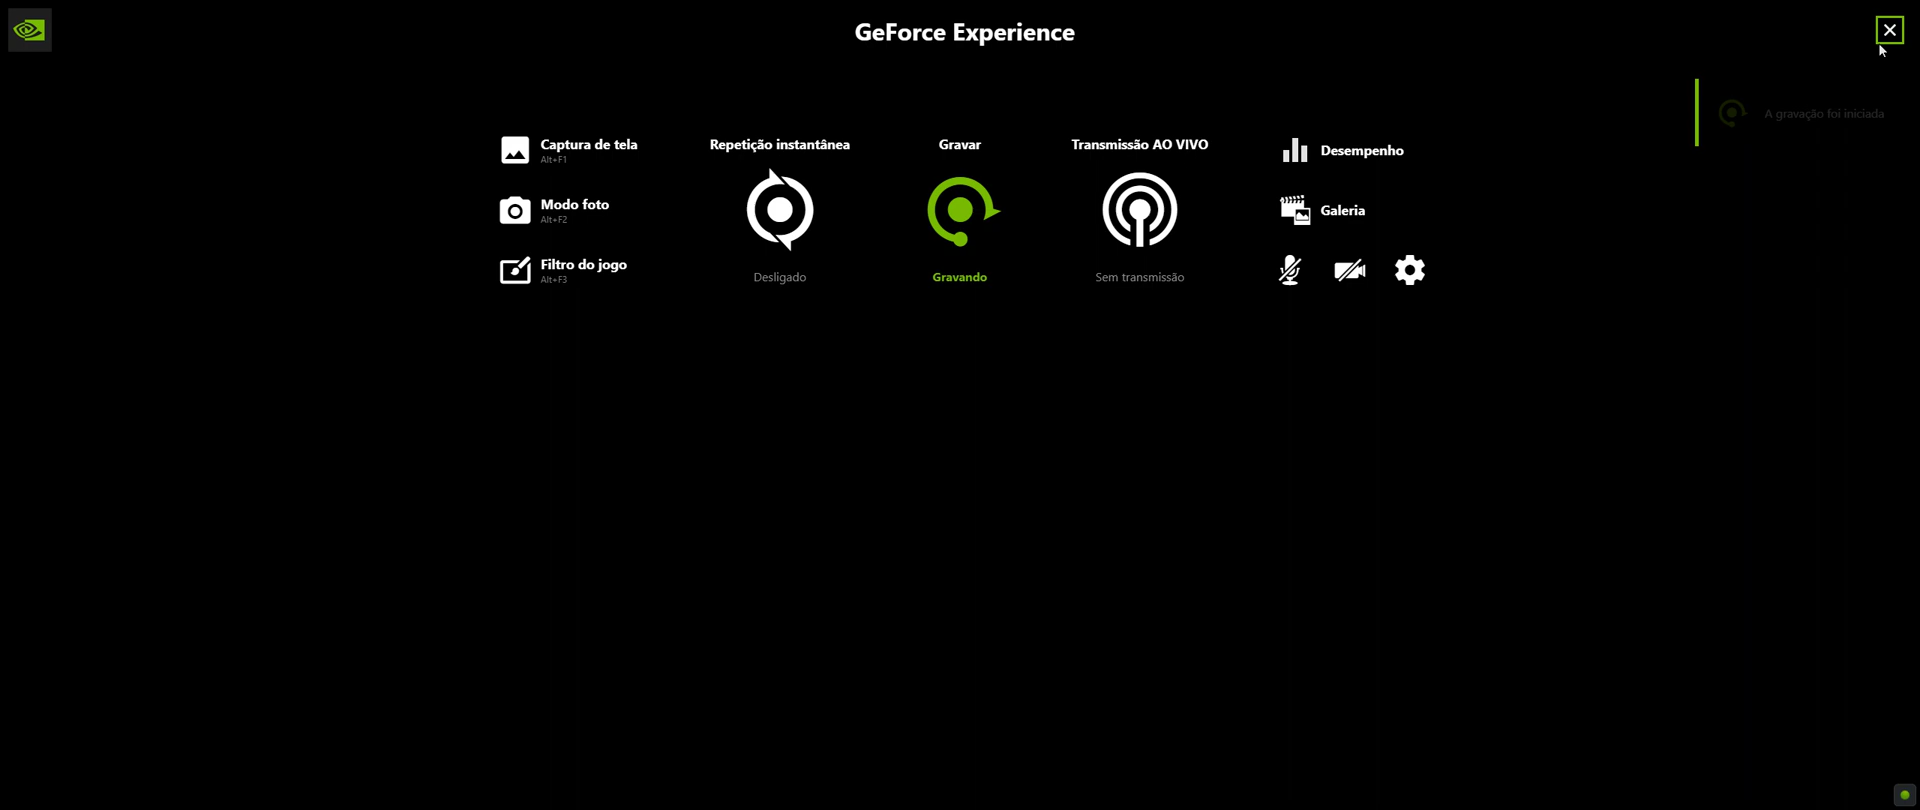 GeForce Experience
A gravação foi iniciada
Captura de tela
Alt+F1
Modo foto
Alt+F2
Filtro do jogo
Alt+F3
Repetição instantânea
Desligado
Gravar
Gravando
Transmissão AO VIVO
Sem transmissão
Desempenho
Galeria